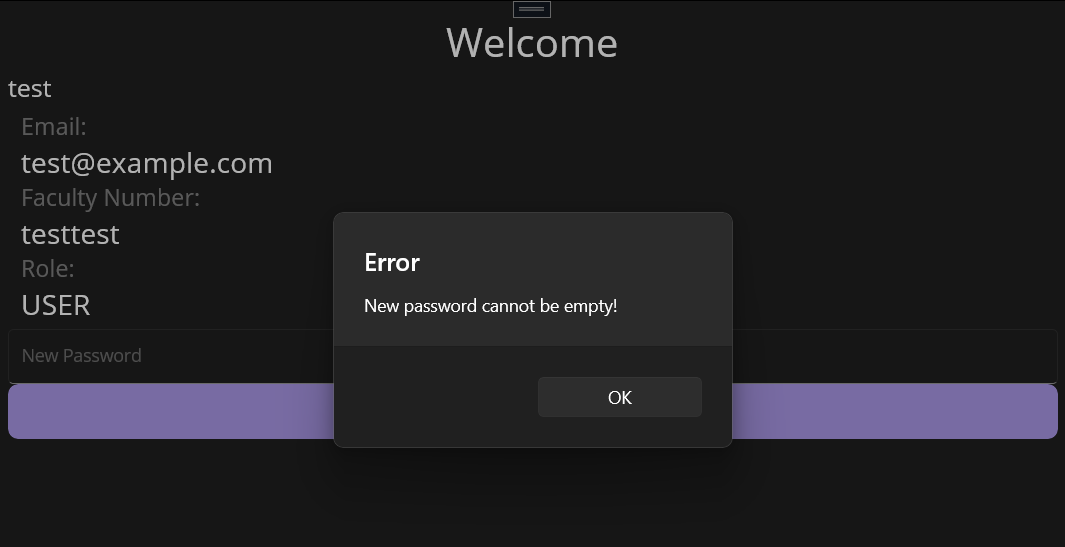 Welcome
test
Email:
test@example.com
Faculty Number:
testtest
Role:
USER
New Password
Error
New password cannot be empty!
OK